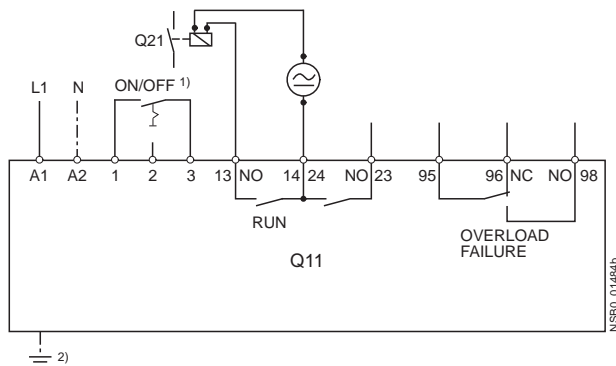 Q21
L1 N ON/OFF 1)
A1 A2 1 2 3 13 NO 14 24 NO 23 95 96 NC NO 98
RUN
OVERLOAD
FAILURE
Q11
2)
NSB0_01484b